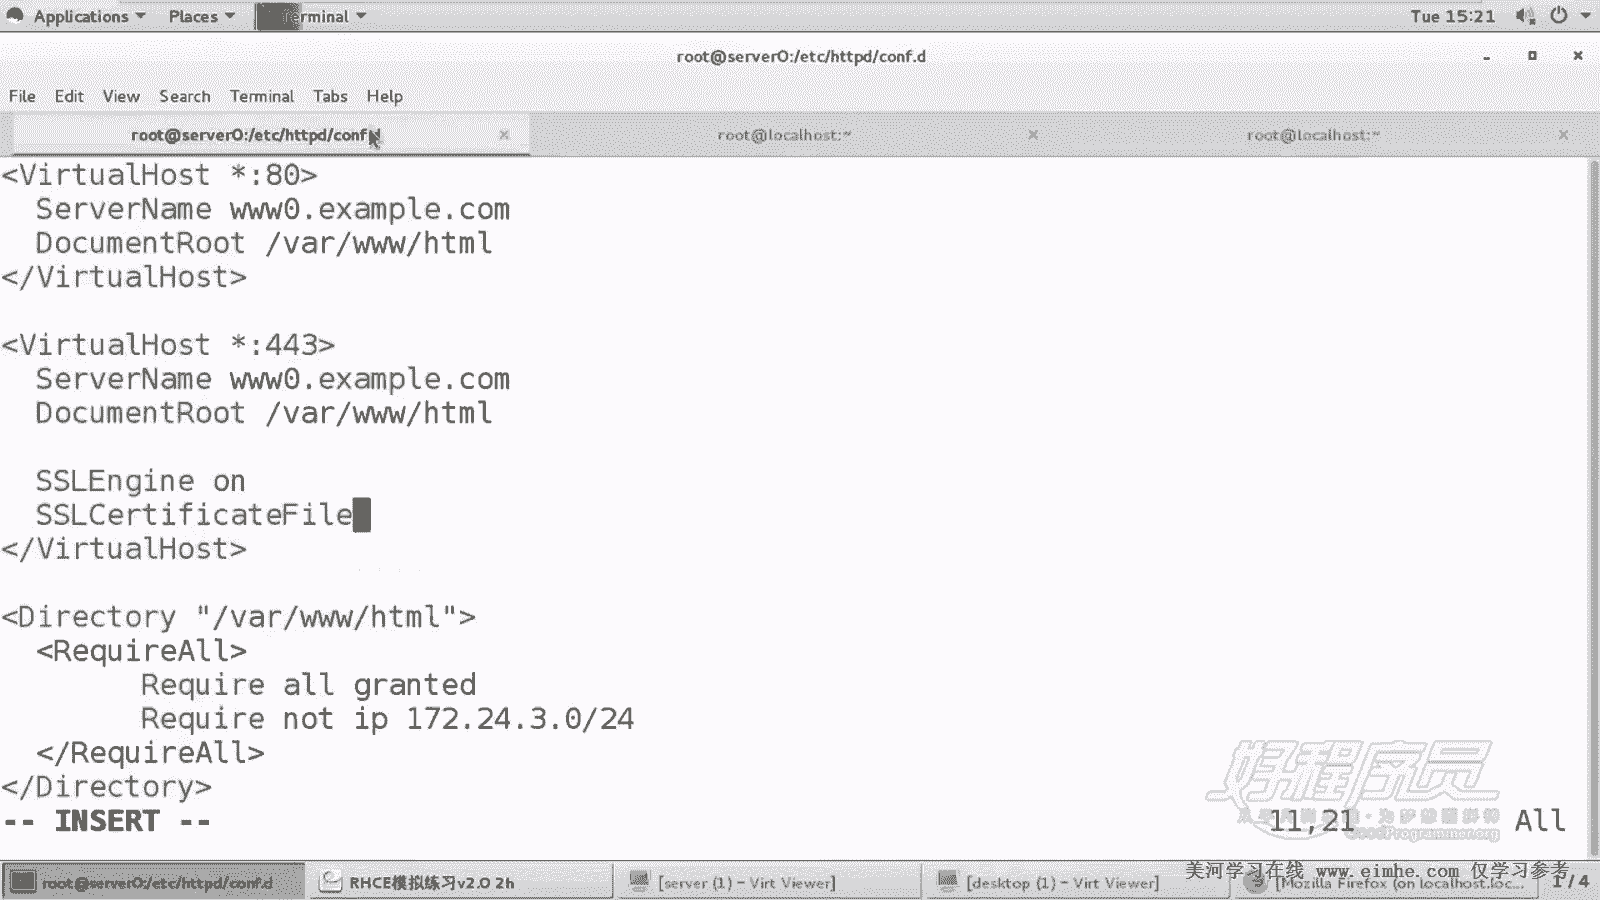 Applications Places Terminal Tue 15:21
root@server0:/etc/httpd/conf.d
File Edit View Search Terminal Tabs Help
root@server0:/etc/httpd/conf.d root@localhost:~ root@localhost:~
<VirtualHost *:80>
  ServerName www0.example.com
  DocumentRoot /var/www/html
</VirtualHost>

<VirtualHost *:443>
  ServerName www0.example.com
  DocumentRoot /var/www/html

  SSLEngine on
  SSLCertificateFile
</VirtualHost>

<Directory "/var/www/html">
  <RequireAll>
        Require all granted
        Require not ip 172.24.3.0/24
  </RequireAll>
</Directory>
好程序员
-- INSERT -- 11,21 All
美河学习在线 www.eimhe.com 仅学习参考
root@server0:/etc/httpd/conf.d RHCE模拟练习v2.0 2h [server (1) – Virt Viewer] [desktop (1) – Virt Viewer] [Mozilla Firefox (on localhost.loc... 1 / 4